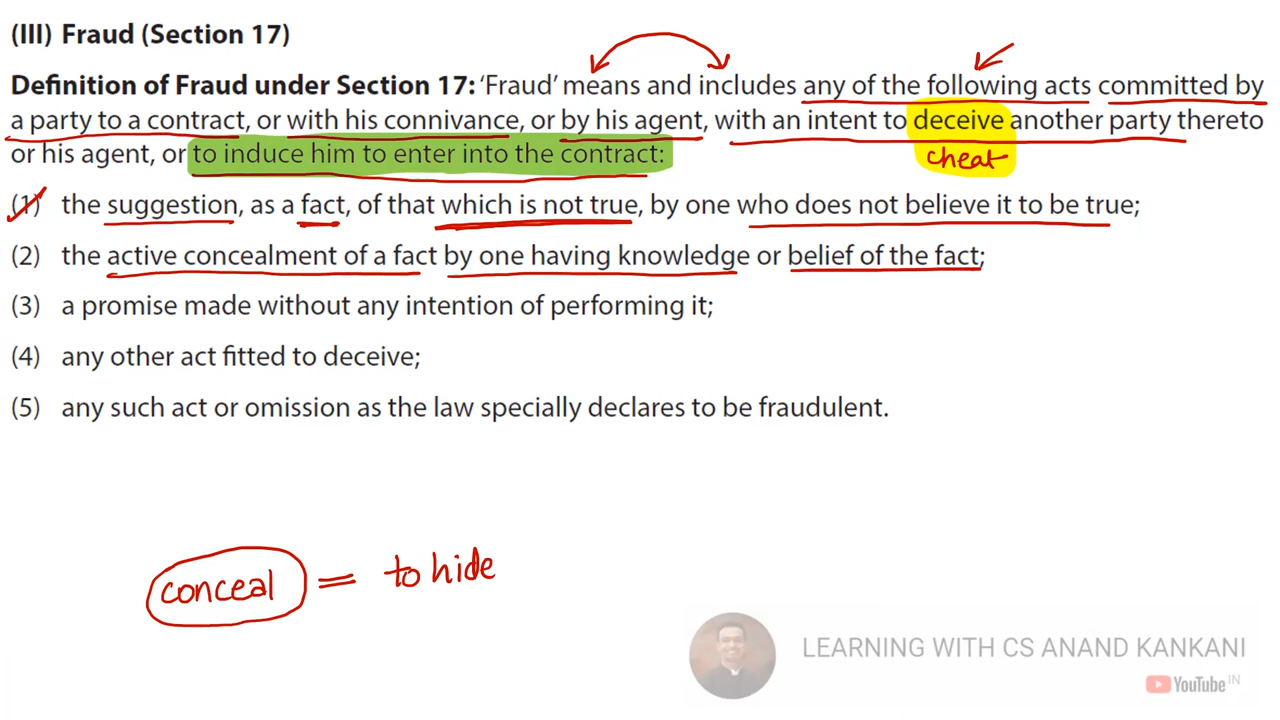 (III) Fraud (Section 17)
Definition of Fraud under Section 17: ‘Fraud’ means and includes any of the following acts committed by
a party to a contract, or with his connivance, or by his agent, with an intent to deceive another party thereto
cheat
or his agent, or to induce him to enter into the contract:
(1) the suggestion, as a fact, of that which is not true, by one who does not believe it to be true;
(2) the active concealment of a fact by one having knowledge or belief of the fact;
(3) a promise made without any intention of performing it;
(4) any other act fitted to deceive;
(5) any such act or omission as the law specially declares to be fraudulent.
conceal = to hide
LEARNING WITH CS ANAND KANKANI
YouTube IN